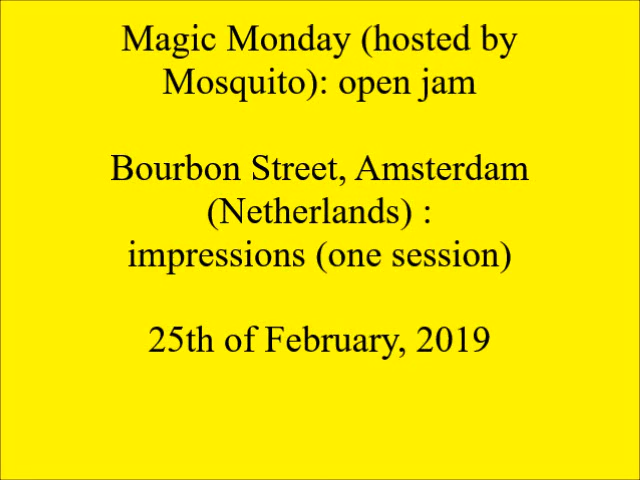 Magic Monday (hosted by
Mosquito): open jam
Bourbon Street, Amsterdam
(Netherlands) :
impressions (one session)
25th of February, 2019